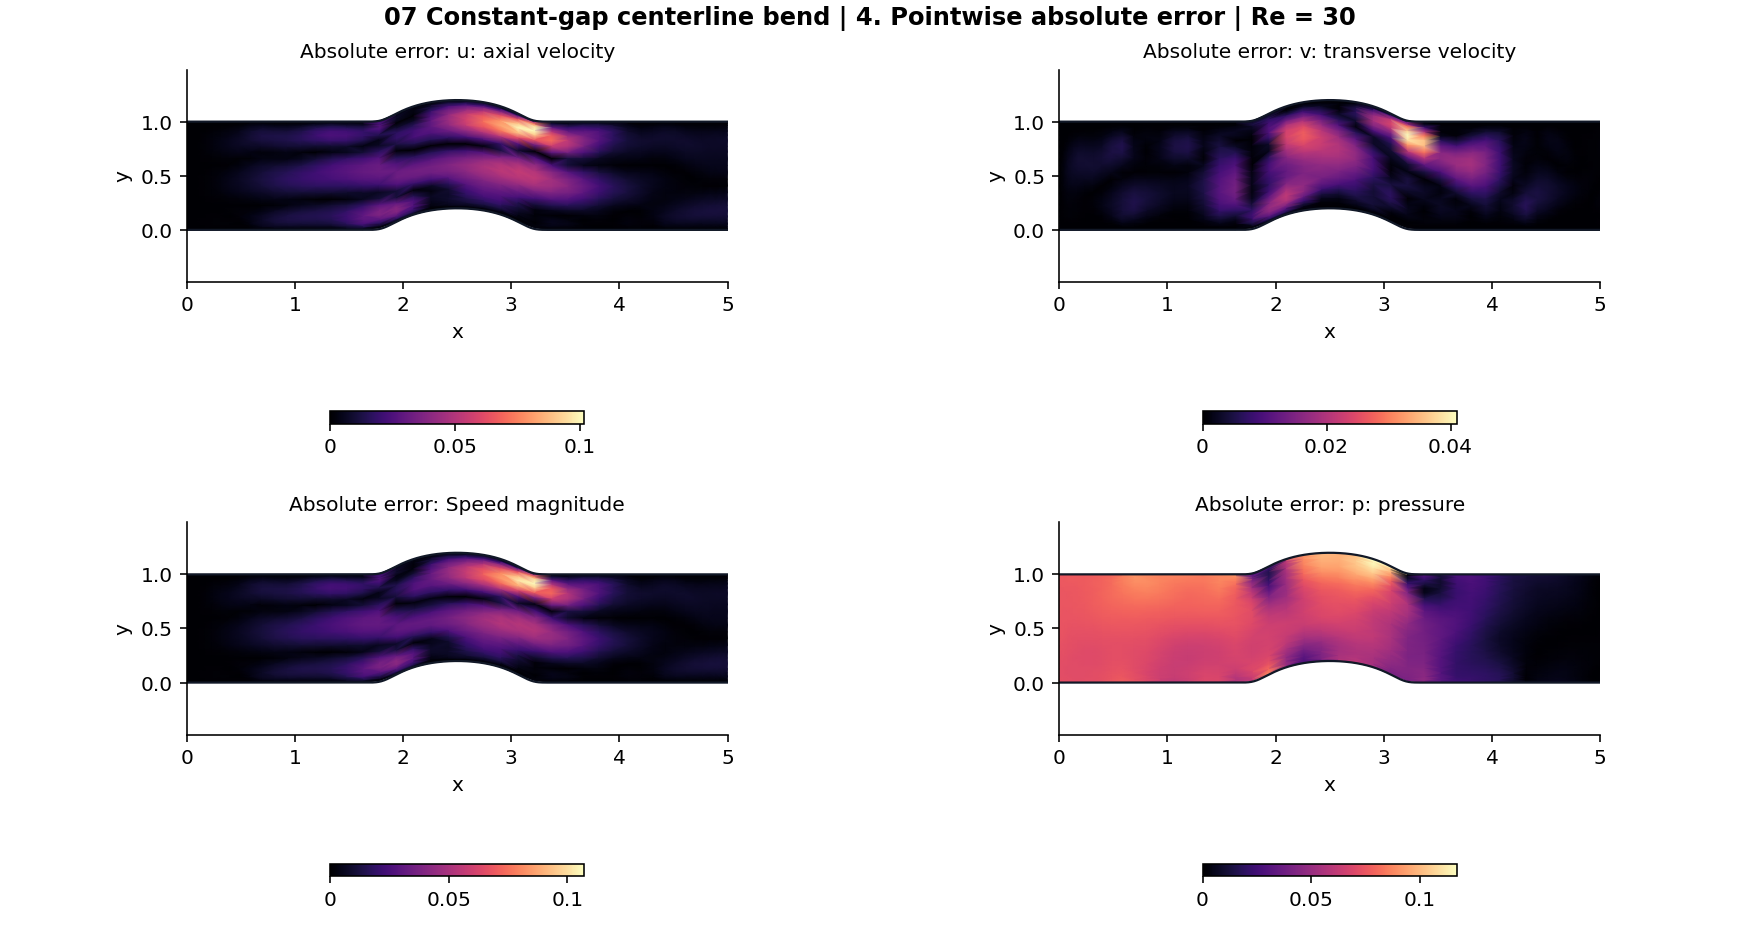 07 Constant-gap centerline bend | 4. Pointwise absolute error | Re = 30
Absolute error: u: axial velocity
y
1.0
0.5
0.0
0 1 2 3 4 5
x
0 0.05 0.1
Absolute error: v: transverse velocity
y
1.0
0.5
0.0
0 1 2 3 4 5
x
0 0.02 0.04
Absolute error: Speed magnitude
y
1.0
0.5
0.0
0 1 2 3 4 5
x
0 0.05 0.1
Absolute error: p: pressure
y
1.0
0.5
0.0
0 1 2 3 4 5
x
0 0.05 0.1